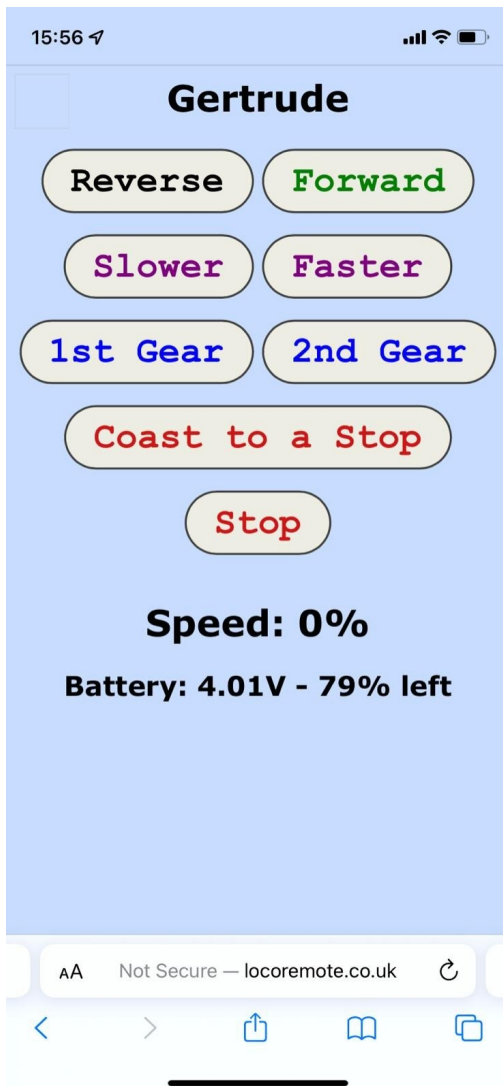 15:56
Gertrude
Reverse Forward
Slower Faster
1st Gear 2nd Gear
Coast to a Stop
Stop
Speed: 0%
Battery: 4.01V - 79% left
AA Not Secure — locoremote.co.uk